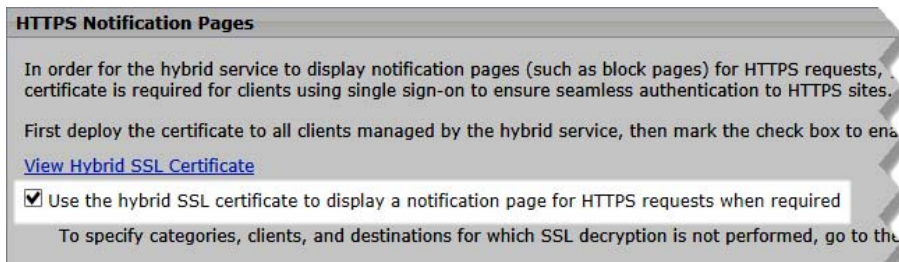 HTTPS Notification Pages
In order for the hybrid service to display notification pages (such as block pages) for HTTPS requests,
certificate is required for clients using single sign-on to ensure seamless authentication to HTTPS sites.
First deploy the certificate to all clients managed by the hybrid service, then mark the check box to
View Hybrid SSL Certificate
Use the hybrid SSL certificate to display a notification page for HTTPS requests when required
To specify categories, clients, and destinations for which SSL decryption is not performed, go to the